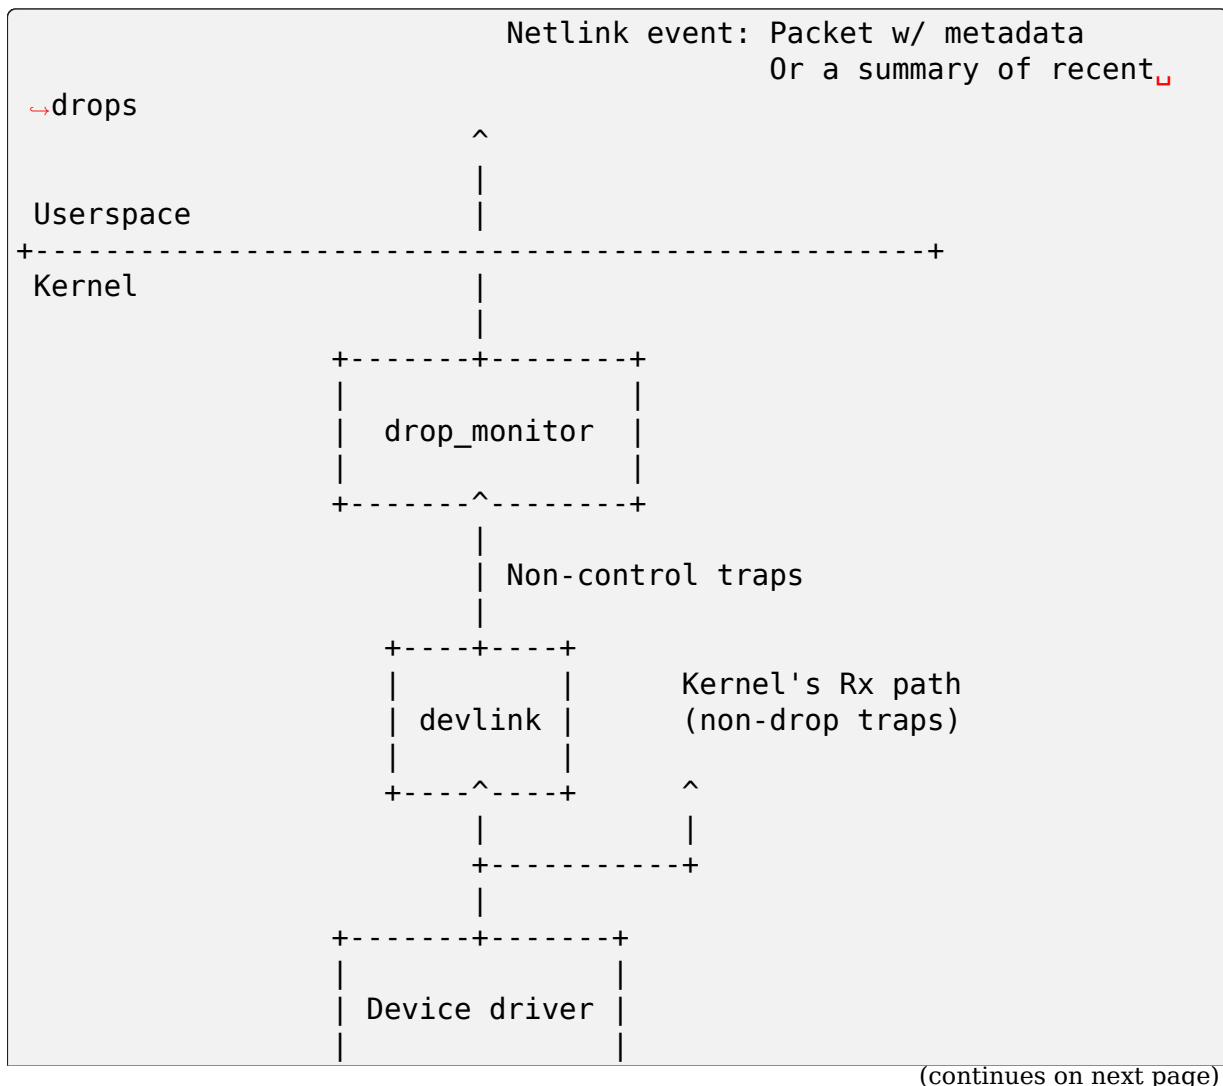 Netlink event: Packet w/ metadata
                                           Or a summary of recent␣
↪drops
                          ^
                          |
 Userspace                |
+---------------------------------------------------+
 Kernel                   |
                          |
                  +-------+--------+
                  |                |
                  |  drop_monitor  |
                  |                |
                  +-------^--------+
                          |
                          | Non-control traps
                          |
                     +----+----+
                     |         |      Kernel's Rx path
                     | devlink |      (non-drop traps)
                     |         |
                     +----^----+      ^
                          |           |
                          +-----------+
                          |
                  +-------+-------+
                  |               |
                  | Device driver |
                  |               |
(continues on next page)